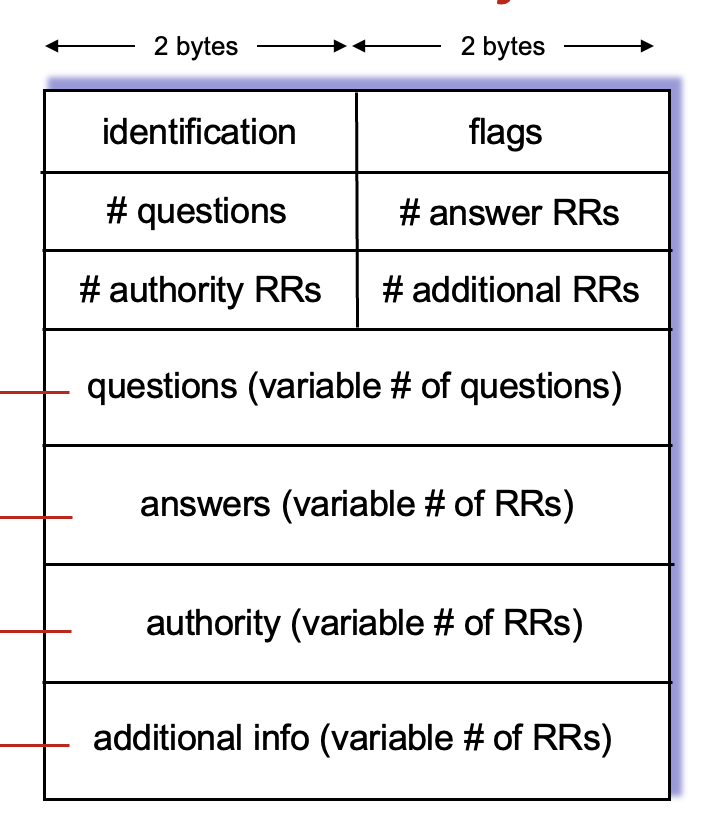 2 bytes 2 bytes
identification flags
# questions # answer RRs
# authority RRs # additional RRs
questions (variable # of questions)
answers (variable # of RRs)
authority (variable # of RRs)
additional info (variable # of RRs)